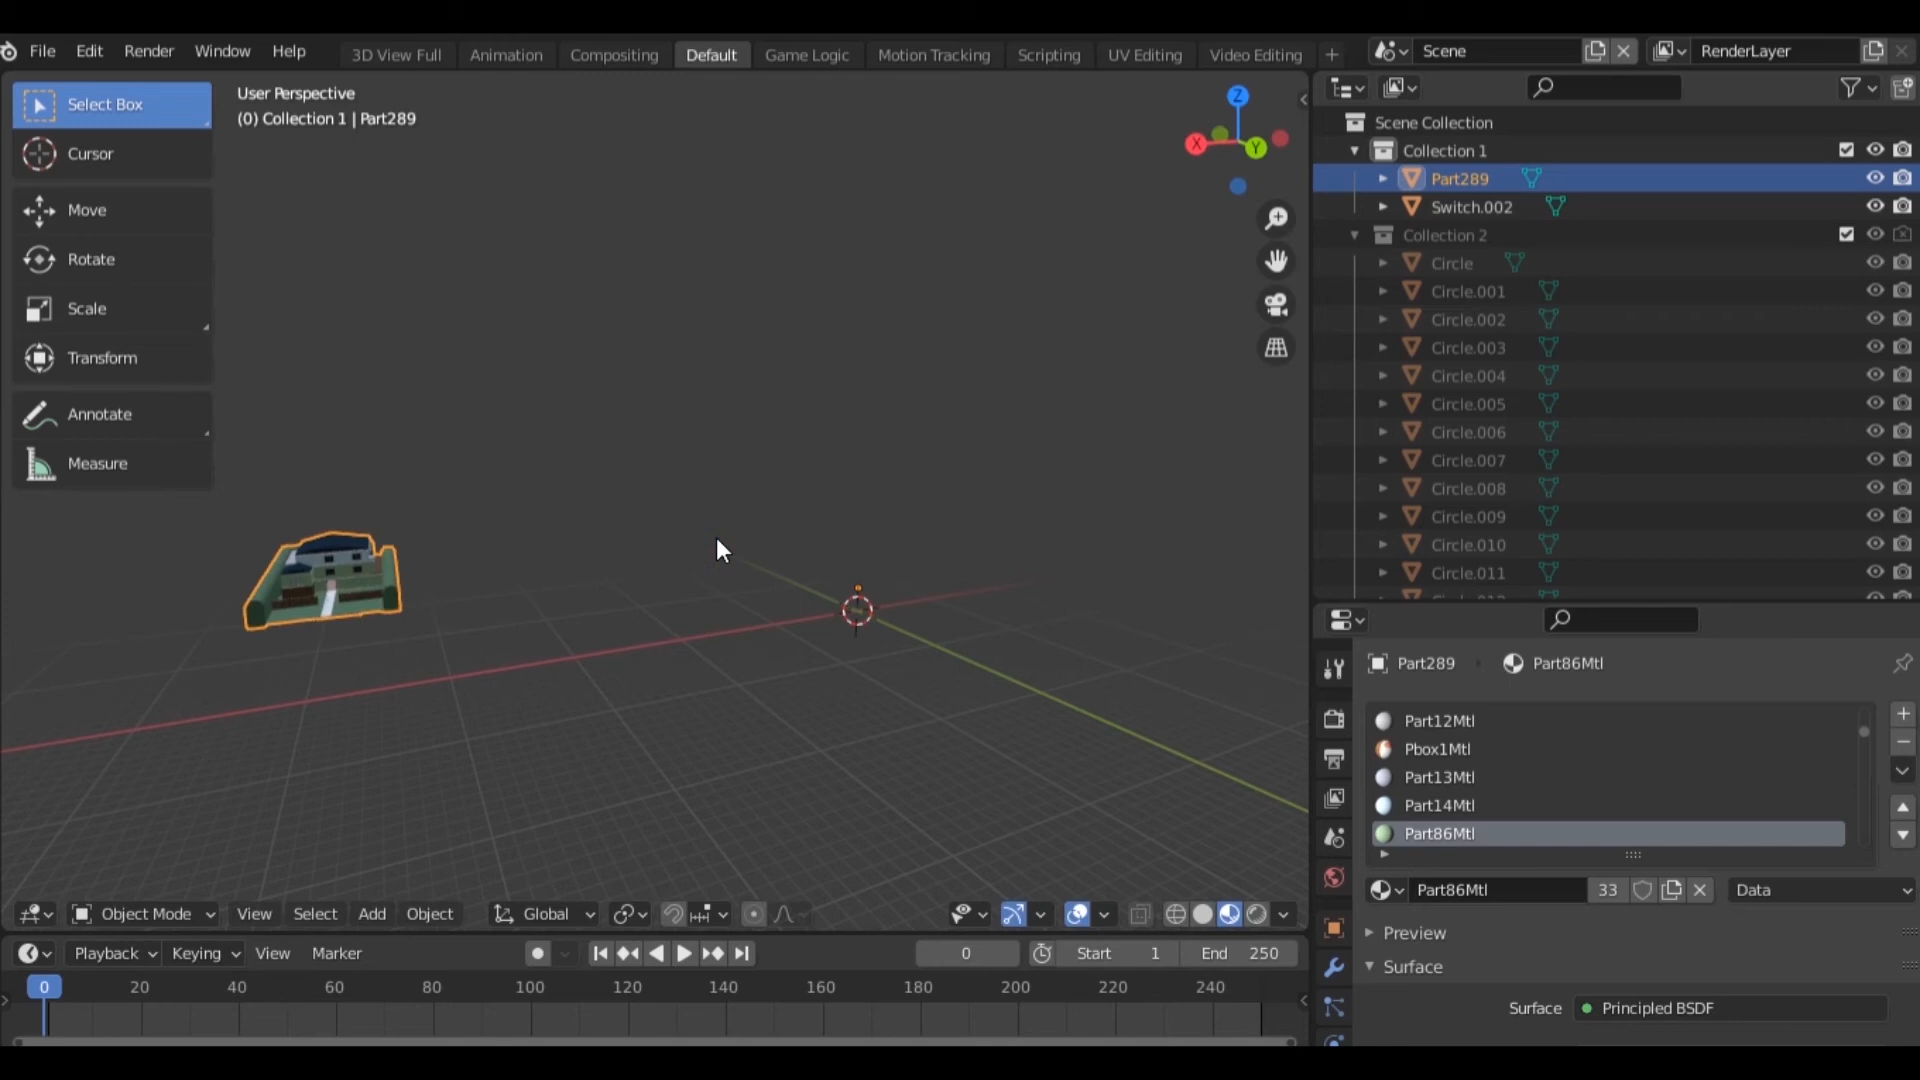 File Edit Render Window Help 3D View Full Animation Compositing Default Game Logic Motion Tracking Scripting UV Editing Video Editing + Scene RenderLayer
Select Box
User Perspective
(0) Collection 1 | Part289
Cursor
Move
Rotate
Scale
Transform
Annotate
Measure
Z
X
Y
Scene Collection
Collection 1
Part289
Switch.002
Collection 2
Circle
Circle.001
Circle.002
Circle.003
Circle.004
Circle.005
Circle.006
Circle.007
Circle.008
Circle.009
Circle.010
Circle.011
Part289 Part86Mtl
Part12Mtl
Pbox1Mtl
Part13Mtl
Part14Mtl
Part86Mtl
Part86Mtl 33 Data
Preview
Surface
Surface Principled BSDF
Object Mode View Select Add Object Global
Playback Keying View Marker 0 Start 1 End 250
0 20 40 60 80 100 120 140 160 180 200 220 240